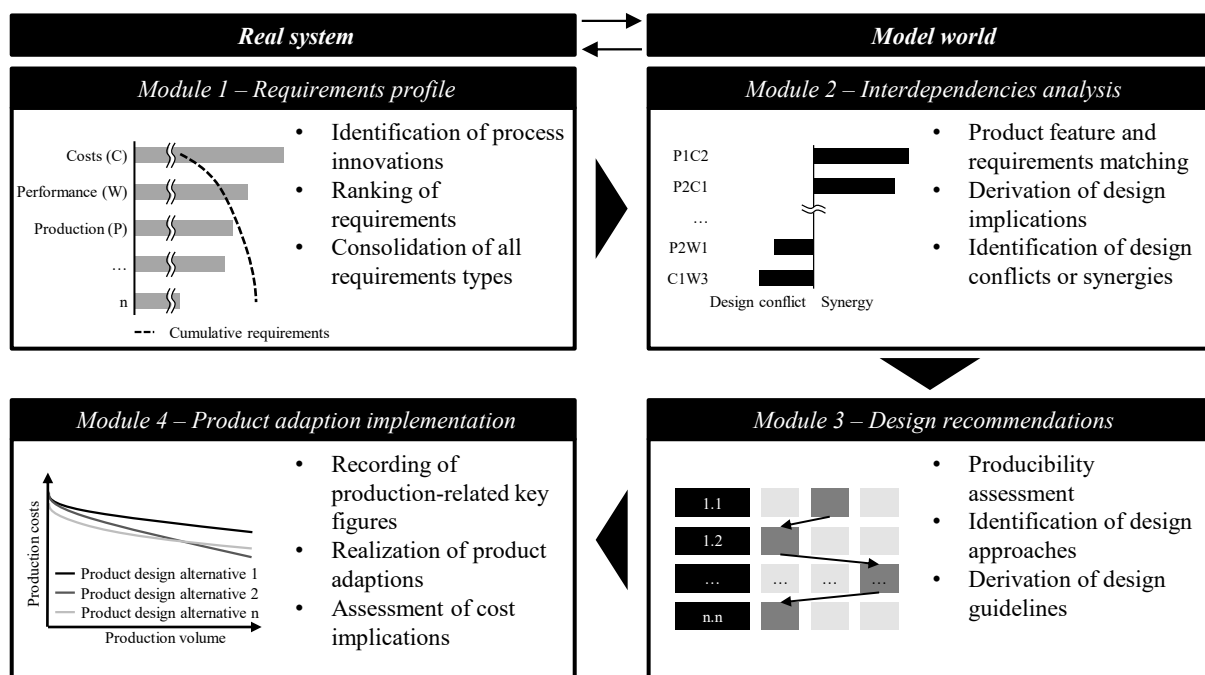 Real system
Model world
Module 1 – Requirements profile
Costs (C)
Performance (W)
Production (P)
…
n
Cumulative requirements
• Identification of process
innovations
• Ranking of
requirements
• Consolidation of all
requirements types
Module 2 – Interdependencies analysis
P1C2
P2C1
…
P2W1
C1W3
Design conflict
Synergy
• Product feature and
requirements matching
• Derivation of design
implications
• Identification of design
conflicts or synergies
Module 4 – Product adaption implementation
Production costs
Product design alternative 1
Product design alternative 2
Product design alternative n
Production volume
• Recording of
production-related key
figures
• Realization of product
adaptions
• Assessment of cost
implications
Module 3 – Design recommendations
1.1
1.2
… … … …
n.n
• Producibility
assessment
• Identification of design
approaches
• Derivation of design
guidelines